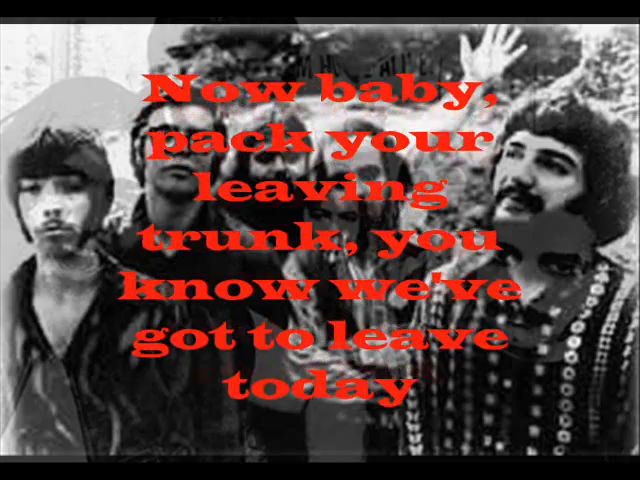 Now baby,
pack your
leaving
trunk, you
know we've
got to leave
today